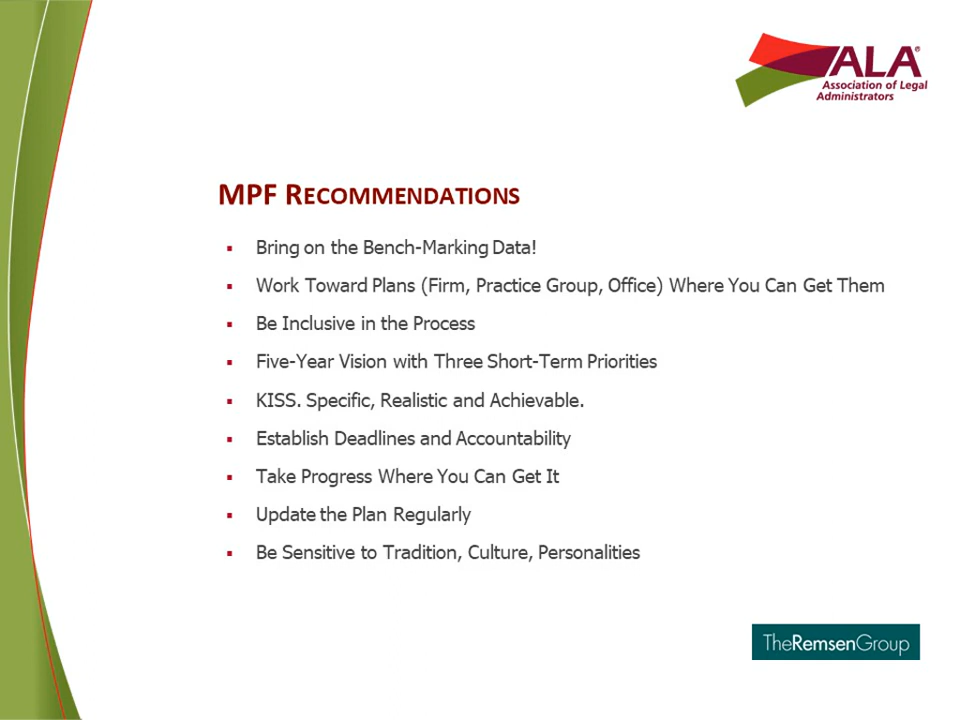 ALA®
Association of Legal
Administrators
MPF RECOMMENDATIONS
Bring on the Bench-Marking Data!
Work Toward Plans (Firm, Practice Group, Office) Where You Can Get Them
Be Inclusive in the Process
Five-Year Vision with Three Short-Term Priorities
KISS. Specific, Realistic and Achievable.
Establish Deadlines and Accountability
Take Progress Where You Can Get It
Update the Plan Regularly
Be Sensitive to Tradition, Culture, Personalities
TheRemsenGroup